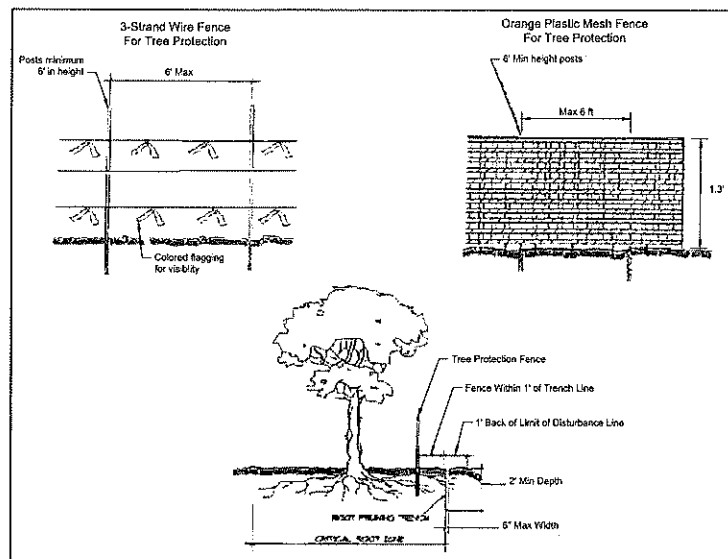 3-Strand Wire Fence
For Tree Protection
Posts minimum
6' in height
6' Max
Colored flagging
for visiblity
Orange Plastic Mesh Fence
For Tree Protection
6' Min height posts
Max 6 ft
1.3'
Tree Protection Fence
Fence Within 1' of Trench Line
1' Back of Limit of Disturbance Line
2' Min Depth
ROOT PRUNING TRENCH
6" Max Width
CRITICAL ROOT ZONE